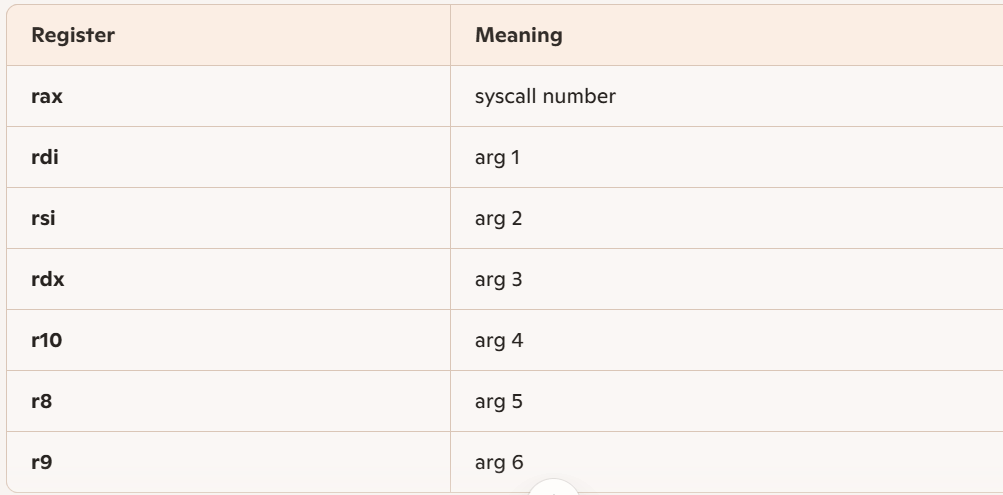 Register Meaning
rax syscall number
rdi arg 1
rsi arg 2
rdx arg 3
r10 arg 4
r8 arg 5
r9 arg 6